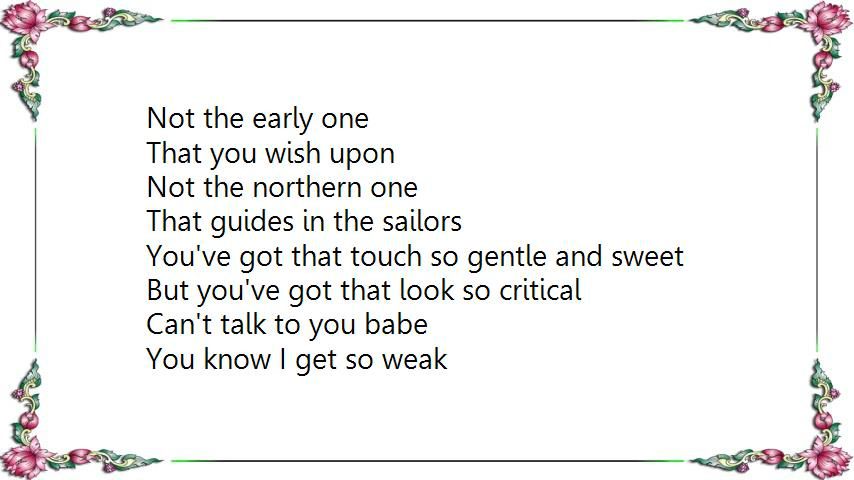 Not the early one
That you wish upon
Not the northern one
That guides in the sailors
You've got that touch so gentle and sweet
But you've got that look so critical
Can't talk to you babe
You know I get so weak